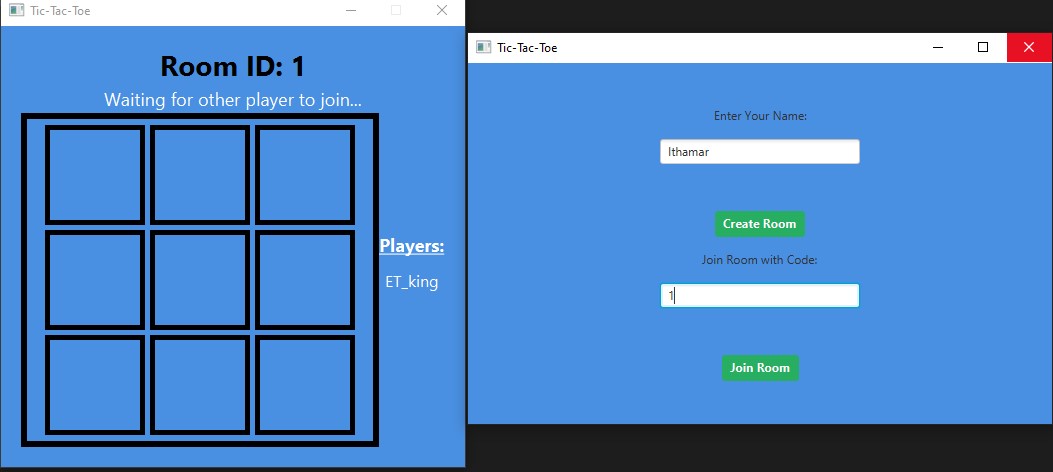 Tic-Tac-Toe
Room ID: 1
Waiting for other player to join...
Players:
ET_king
Tic-Tac-Toe
Enter Your Name:
Ithamar
Create Room
Join Room with Code:
1
Join Room